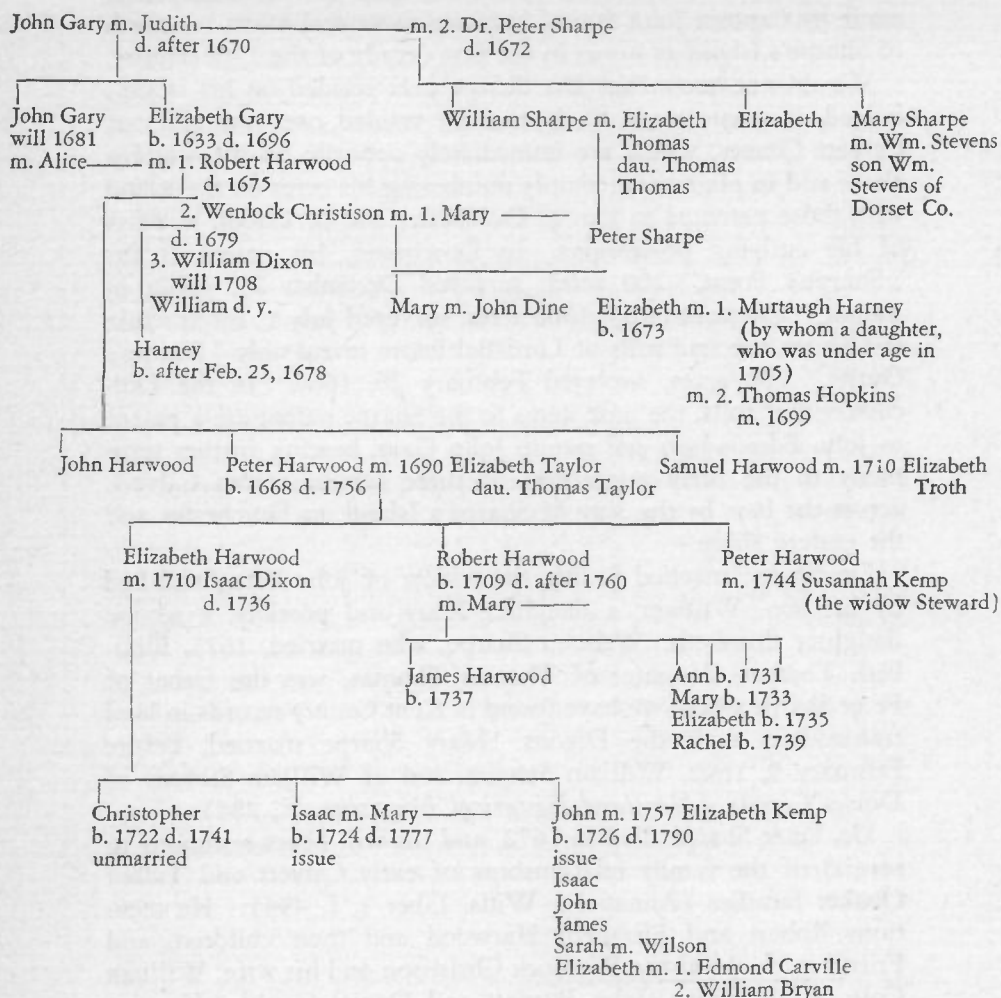 John Gary m. Judith m. 2. Dr. Peter Sharpe
d. after 1670 d. 1672
John Gary Elizabeth Gary William Sharpe m. Elizabeth Elizabeth Mary Sharpe
will 1681 b. 1633 d. 1696 Thomas m. Wm. Stevens
m. Alice m. 1. Robert Harwood dau. Thomas son Wm.
d. 1675 Thomas Stevens of
2. Wenlock Christison m. 1. Mary Dorset Co.
d. 1679 Peter Sharpe
3. William Dixon
will 1708
William d. y. Mary m. John Dine Elizabeth m. 1. Murtaugh Harney
b. 1673 (by whom a daughter,
Harney who was under age in
b. after Feb. 25, 1678 1705)
m. 2. Thomas Hopkins
m. 1699
John Harwood Peter Harwood m. 1690 Elizabeth Taylor Samuel Harwood m. 1710 Elizabeth
b. 1668 d. 1756 dau. Thomas Taylor Troth
Elizabeth Harwood Robert Harwood Peter Harwood
m. 1710 Isaac Dixon b. 1709 d. after 1760 m. 1744 Susannah Kemp
d. 1736 m. Mary (the widow Steward)
James Harwood Ann b. 1731
b. 1737 Mary b. 1733
Elizabeth b. 1735
Rachel b. 1739
Christopher Isaac m. Mary John m. 1757 Elizabeth Kemp
b. 1722 d. 1741 b. 1724 d. 1777 b. 1726 d. 1790
unmarried issue issue
Isaac
John
James
Sarah m. Wilson
Elizabeth m. 1. Edmond Carville
2. William Bryan